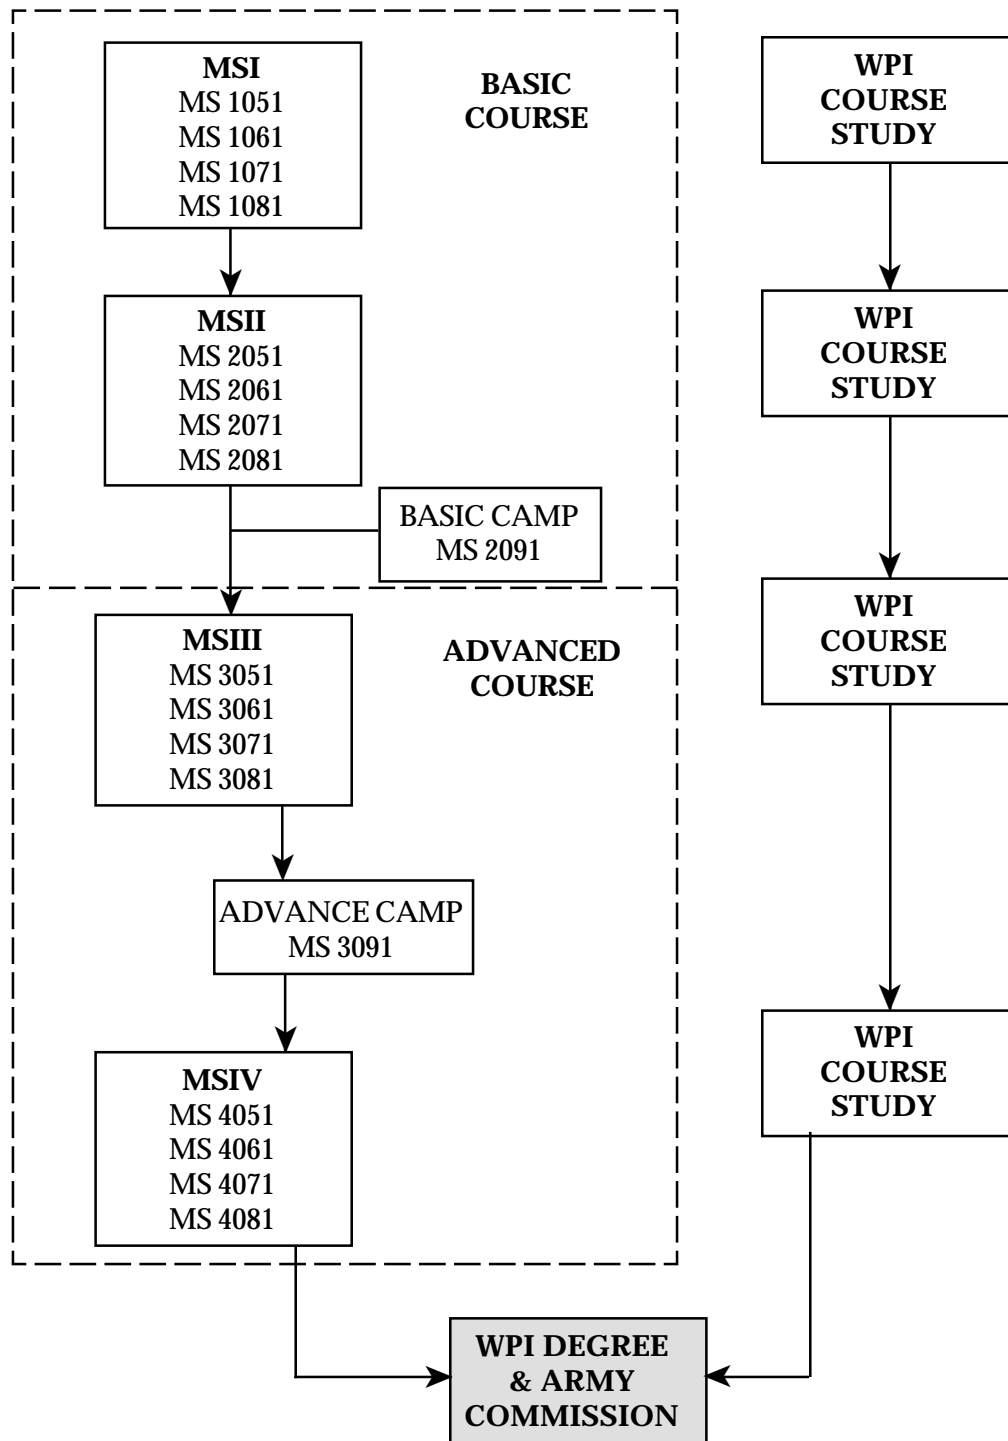 MSI
MS 1051
MS 1061
MS 1071
MS 1081
BASIC
COURSE
WPI
COURSE
STUDY
MSII
MS 2051
MS 2061
MS 2071
MS 2081
WPI
COURSE
STUDY
BASIC CAMP
MS 2091
MSIII
MS 3051
MS 3061
MS 3071
MS 3081
ADVANCED
COURSE
WPI
COURSE
STUDY
ADVANCE CAMP
MS 3091
MSIV
MS 4051
MS 4061
MS 4071
MS 4081
WPI
COURSE
STUDY
WPI DEGREE
& ARMY
COMMISSION